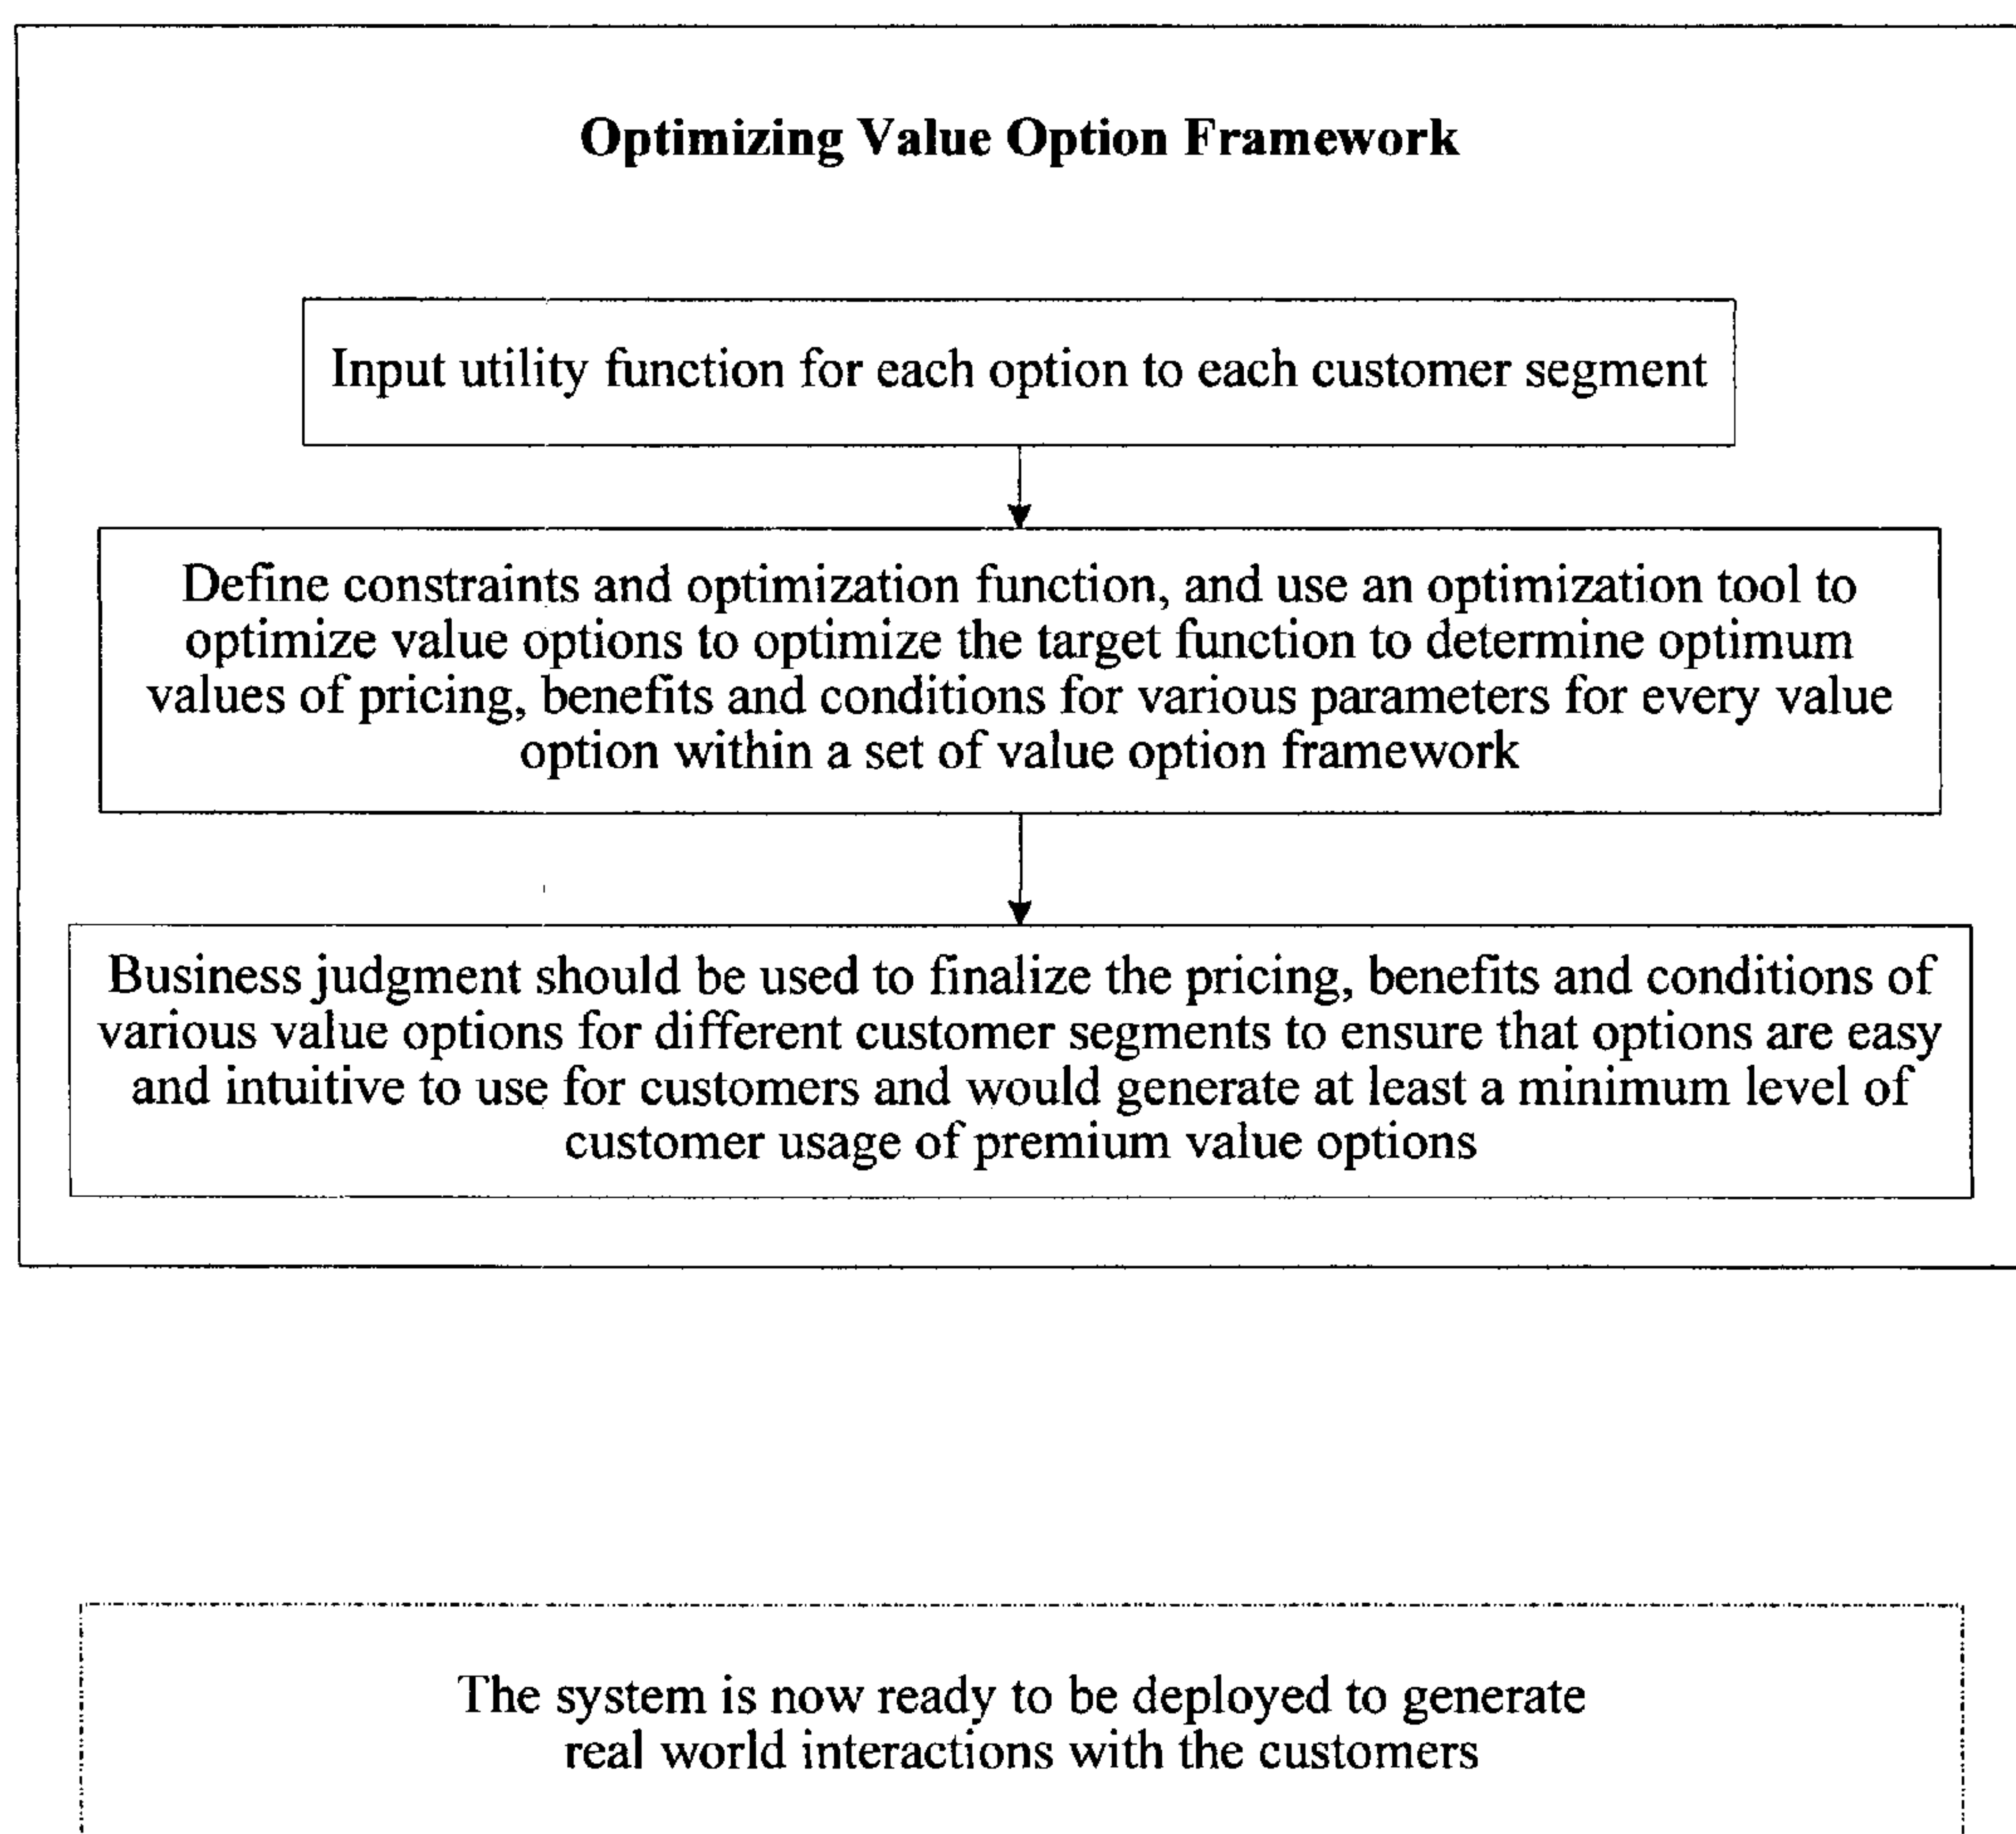 Optimizing Value Option Framework
Input utility function for each option to each customer segment
Define constraints and optimization function, and use an optimization tool to
optimize value options to optimize the target function to determine optimum
values of pricing, benefits and conditions for various parameters for every value
option within a set of value option framework
Business judgment should be used to finalize the pricing, benefits and conditions of
various value options for different customer segments to ensure that options are easy
and intuitive to use for customers and would generate at least a minimum level of
customer usage of premium value options
The system is now ready to be deployed to generate
real world interactions with the customers